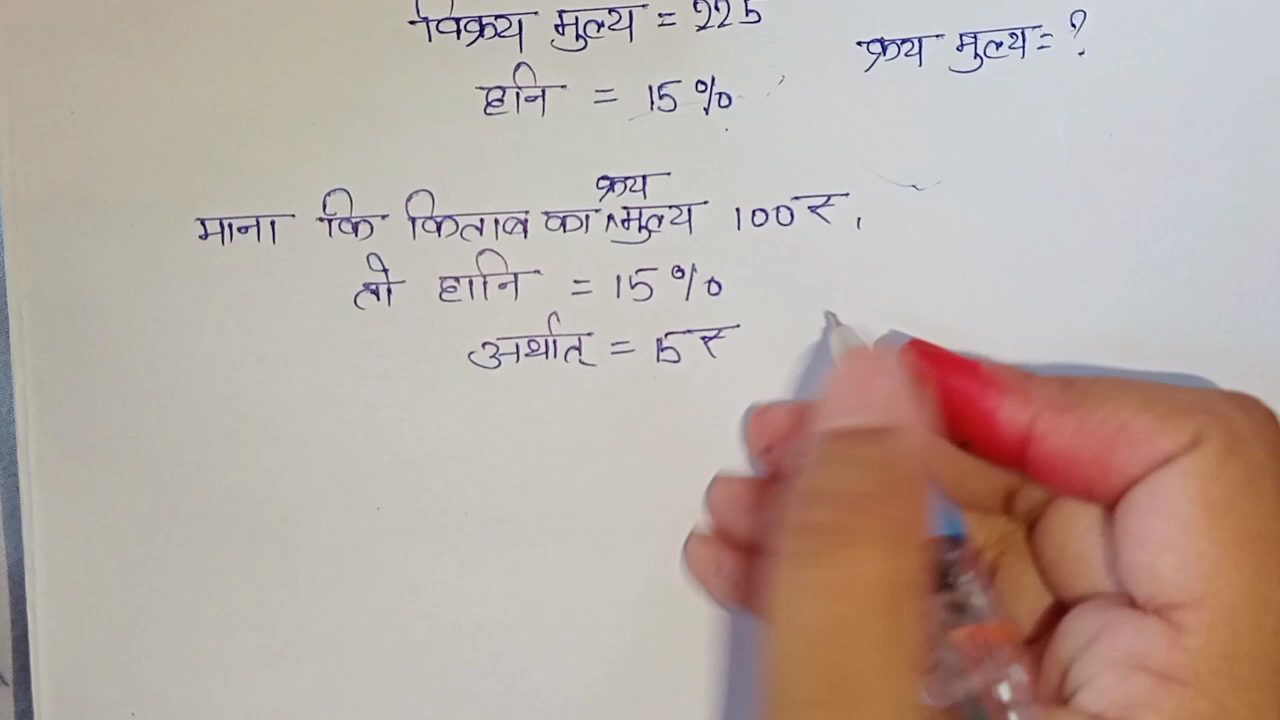 विक्रय मुल्य = 225
क्रय मुल्य = ?
हानि = 15%
माना कि किताब का क्रय मुल्य 100 रु,
तो हानि = 15%
अर्थात् = 15 रु